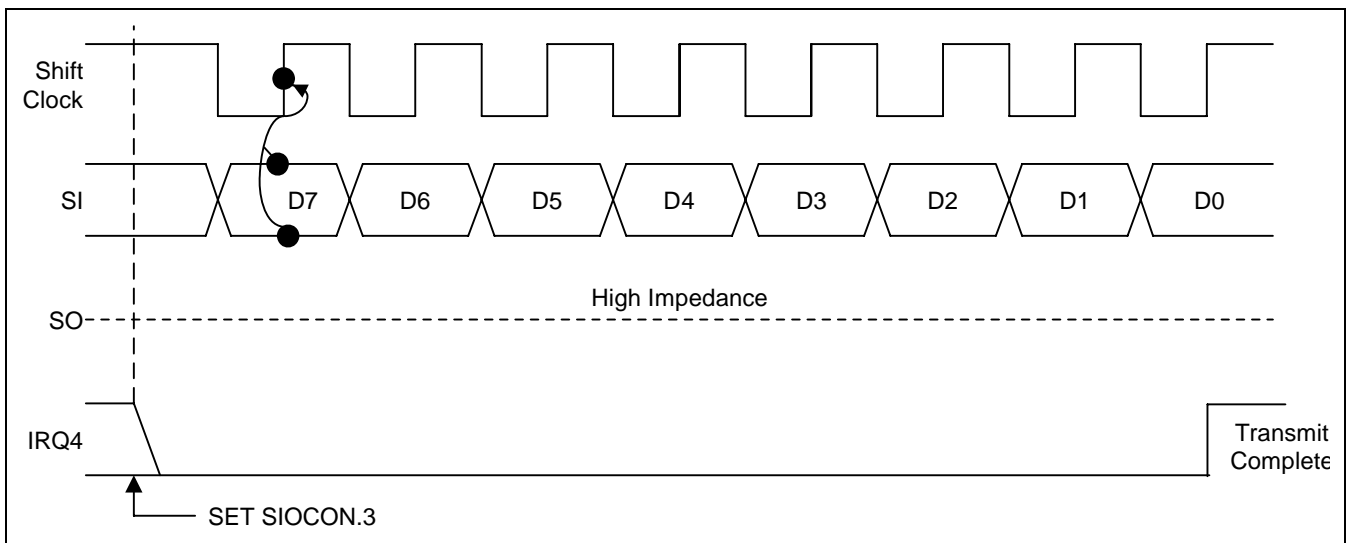 Shift
Clock
SI
D7
D6
D5
D4
D3
D2
D1
D0
High Impedance
SO
IRQ4
Transmit
Complete
SET SIOCON.3